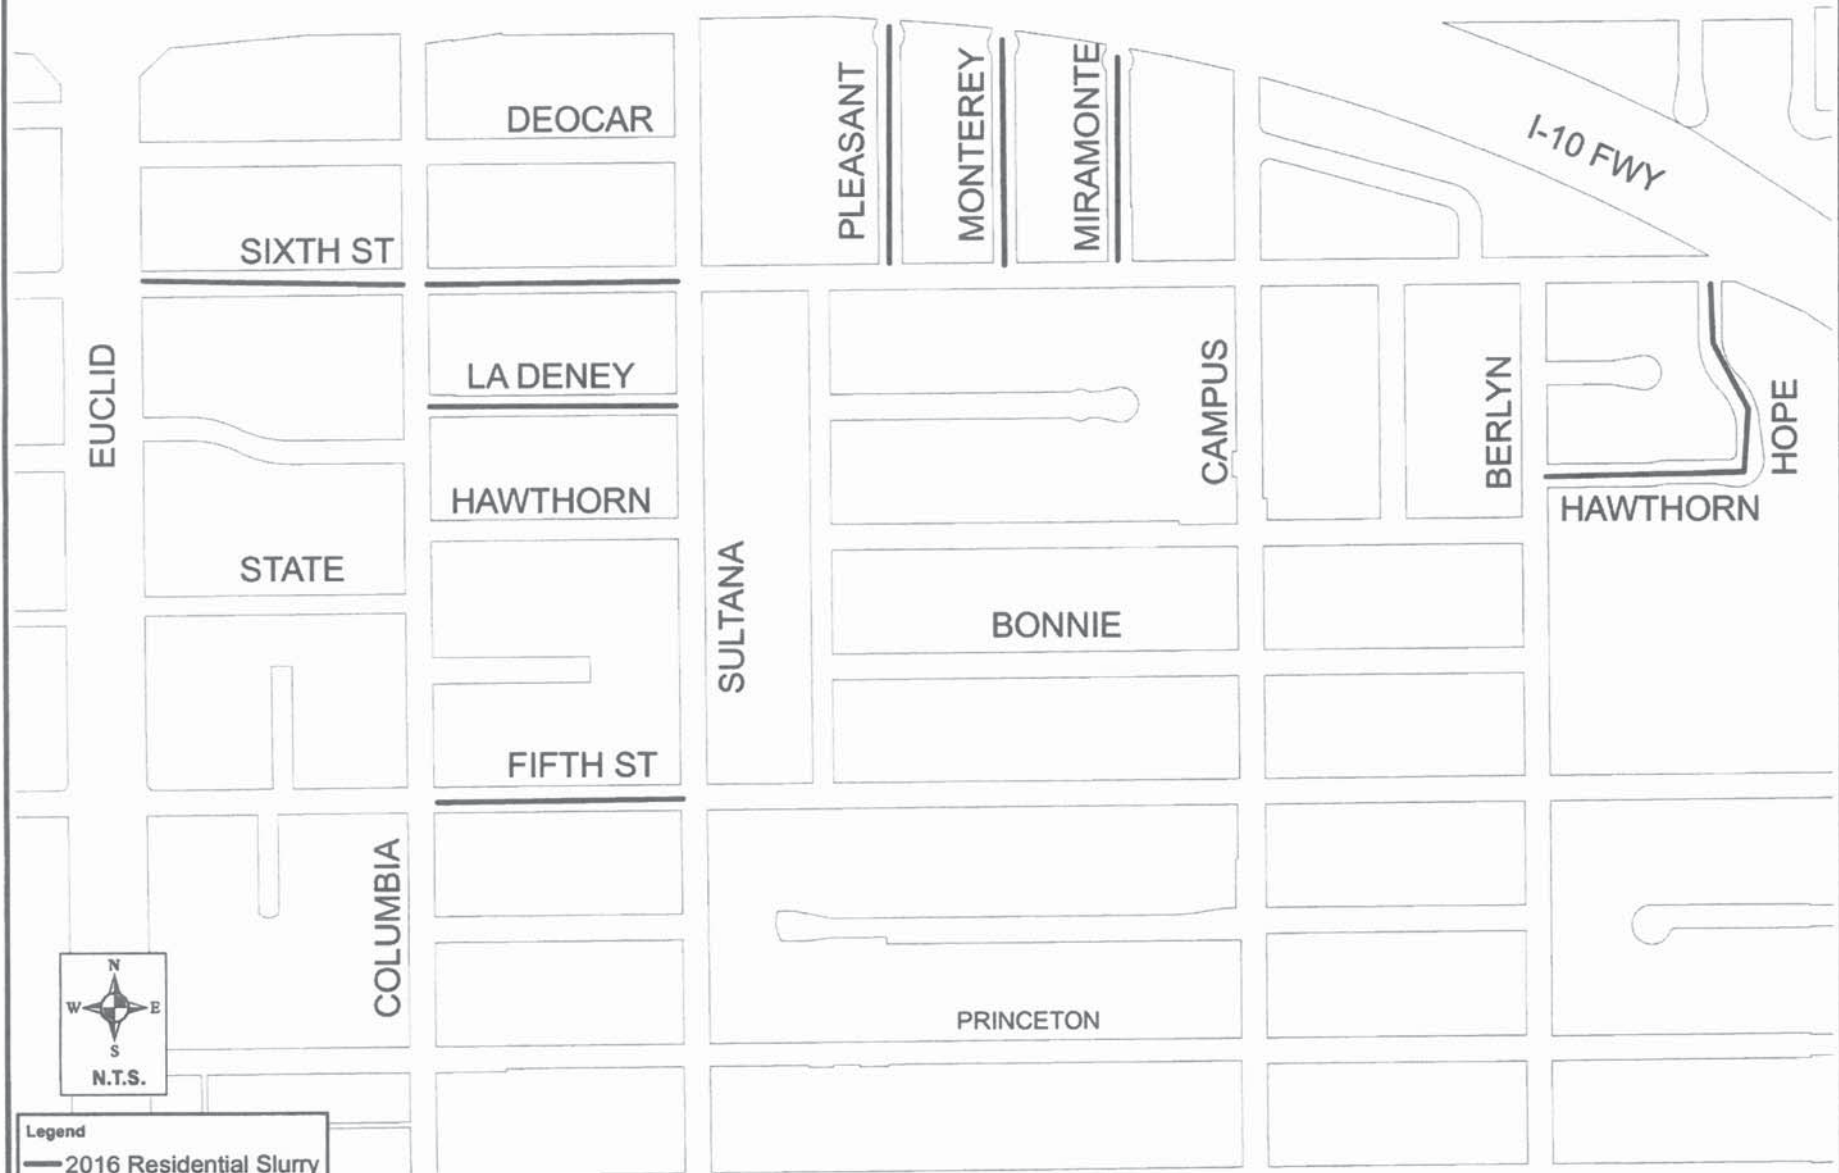 DEOCAR
PLEASANT
MONTEREY
MIRAMONTE
I-10 FWY
SIXTH ST
EUCLID
LA DENEY
CAMPUS
BERLYN
HOPE
HAWTHORN
HAWTHORN
STATE
SULTANA
BONNIE
FIFTH ST
COLUMBIA
PRINCETON
N
W E
S
N.T.S.
Legend
2016 Residential Slurry